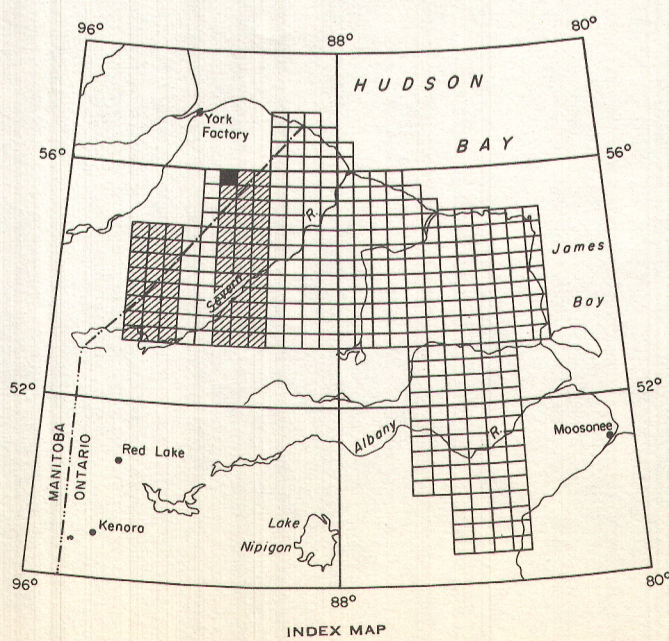 96°
88°
80°
HUDSON
BAY
York
Factory
56°
56°
R.
Severn
James
Bay
52°
52°
Albany
R.
Moosonee
MANITOBA
ONTARIO
Red Lake
Kenora
Lake
Nipigon
96°
88°
80°
INDEX MAP